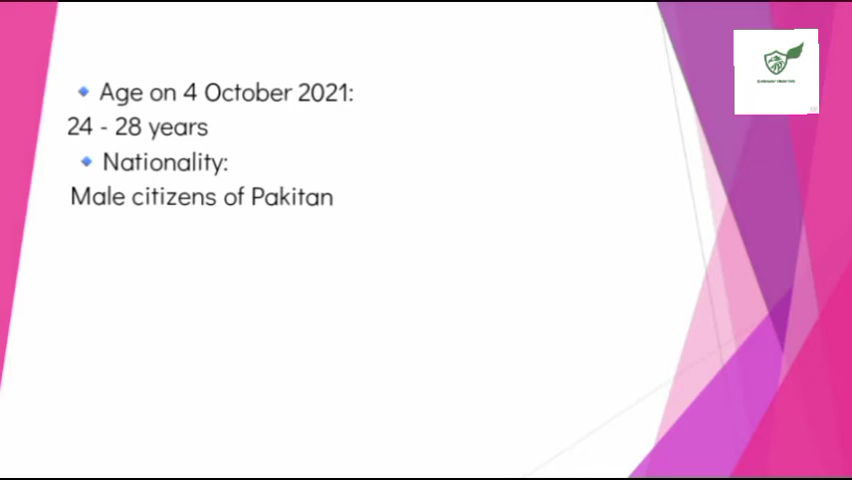 Age on 4 October 2021:
24 - 28 years
Nationality:
Male citizens of Pakitan